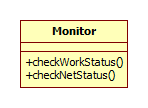 Monitor
+checkWorkStatus()
+checkNetStatus()